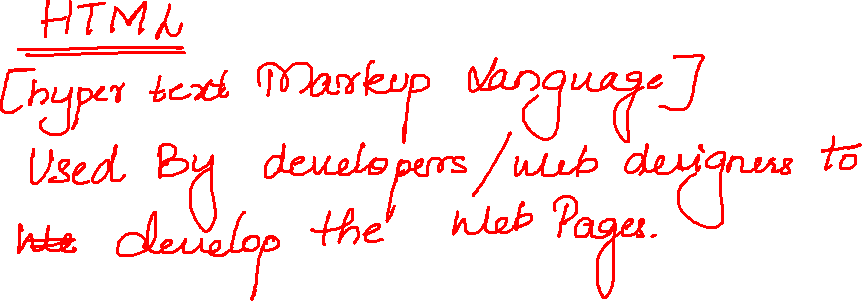 HTML
[hyper text Markup Language]
Used By developers/web designers to
develop the Web Pages.